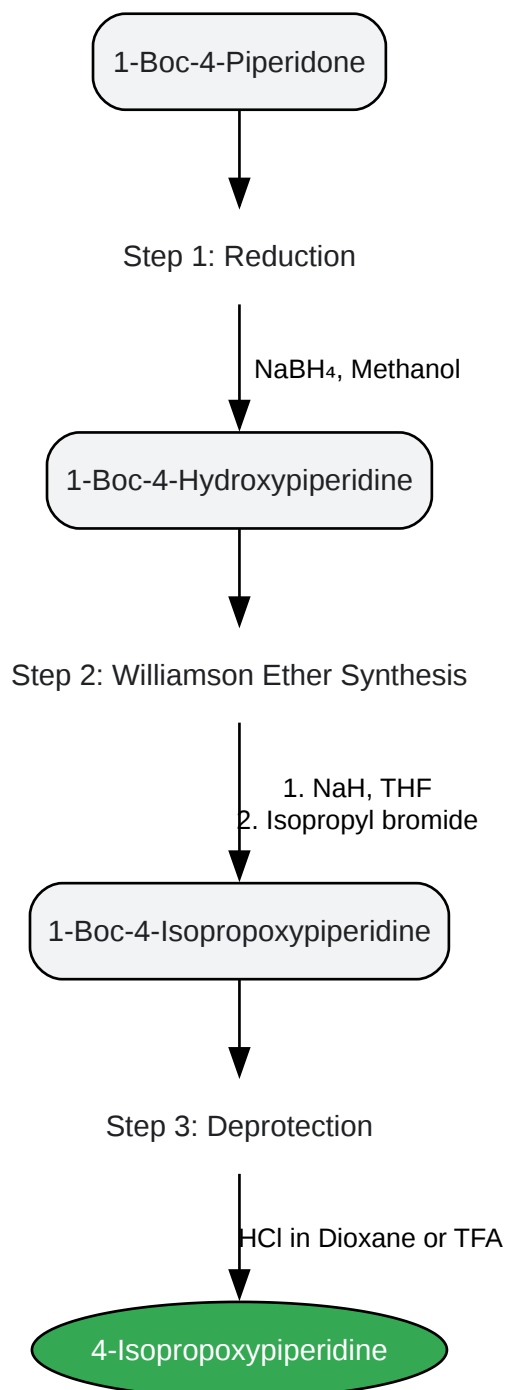 1-Boc-4-Piperidone
Step 1: Reduction
NaBH₄, Methanol
1-Boc-4-Hydroxypiperidine
Step 2: Williamson Ether Synthesis
1. NaH, THF
2. Isopropyl bromide
1-Boc-4-Isopropoxypiperidine
Step 3: Deprotection
HCl in Dioxane or TFA
4-Isopropoxypiperidine